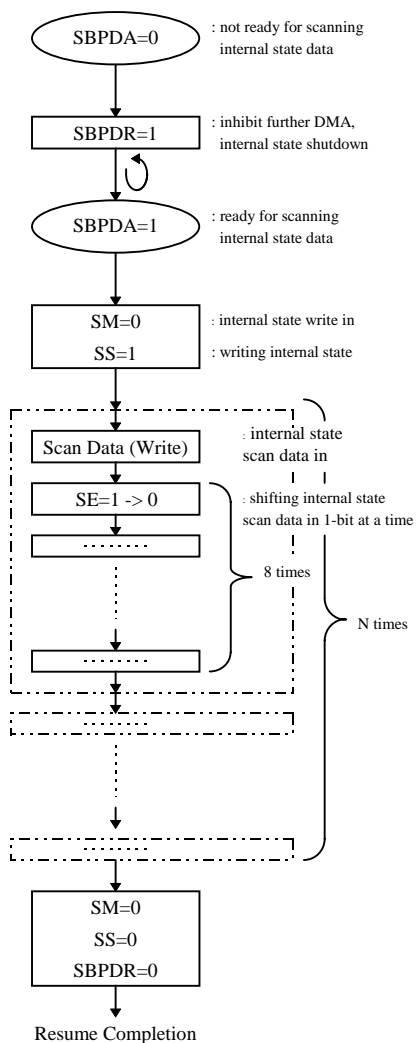 SBPDA=0
: not ready for scanning
internal state data
SBPDR=1
: inhibit further DMA,
internal state shutdown
SBPDA=1
: ready for scanning
internal state data
SM=0
: internal state write in
SS=1
: writing internal state
Scan Data (Write)
: internal state
scan data in
SE=1 -> 0
: shifting internal state
scan data in 1-bit at a time
8 times
N times
SM=0
SS=0
SBPDR=0
Resume Completion